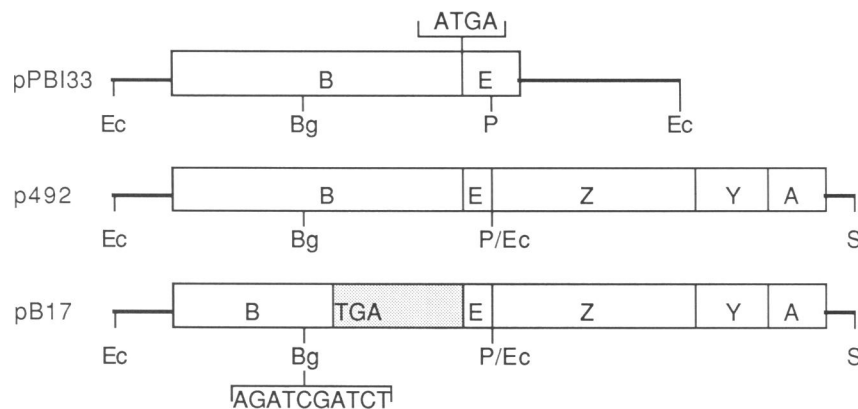 ATGA
pPBI33 B E
Ec Bg P Ec
p492 B E Z Y A
Ec Bg P/Ec S
pB17 B TGA E Z Y A
Ec Bg P/Ec S
AGATCGATCT